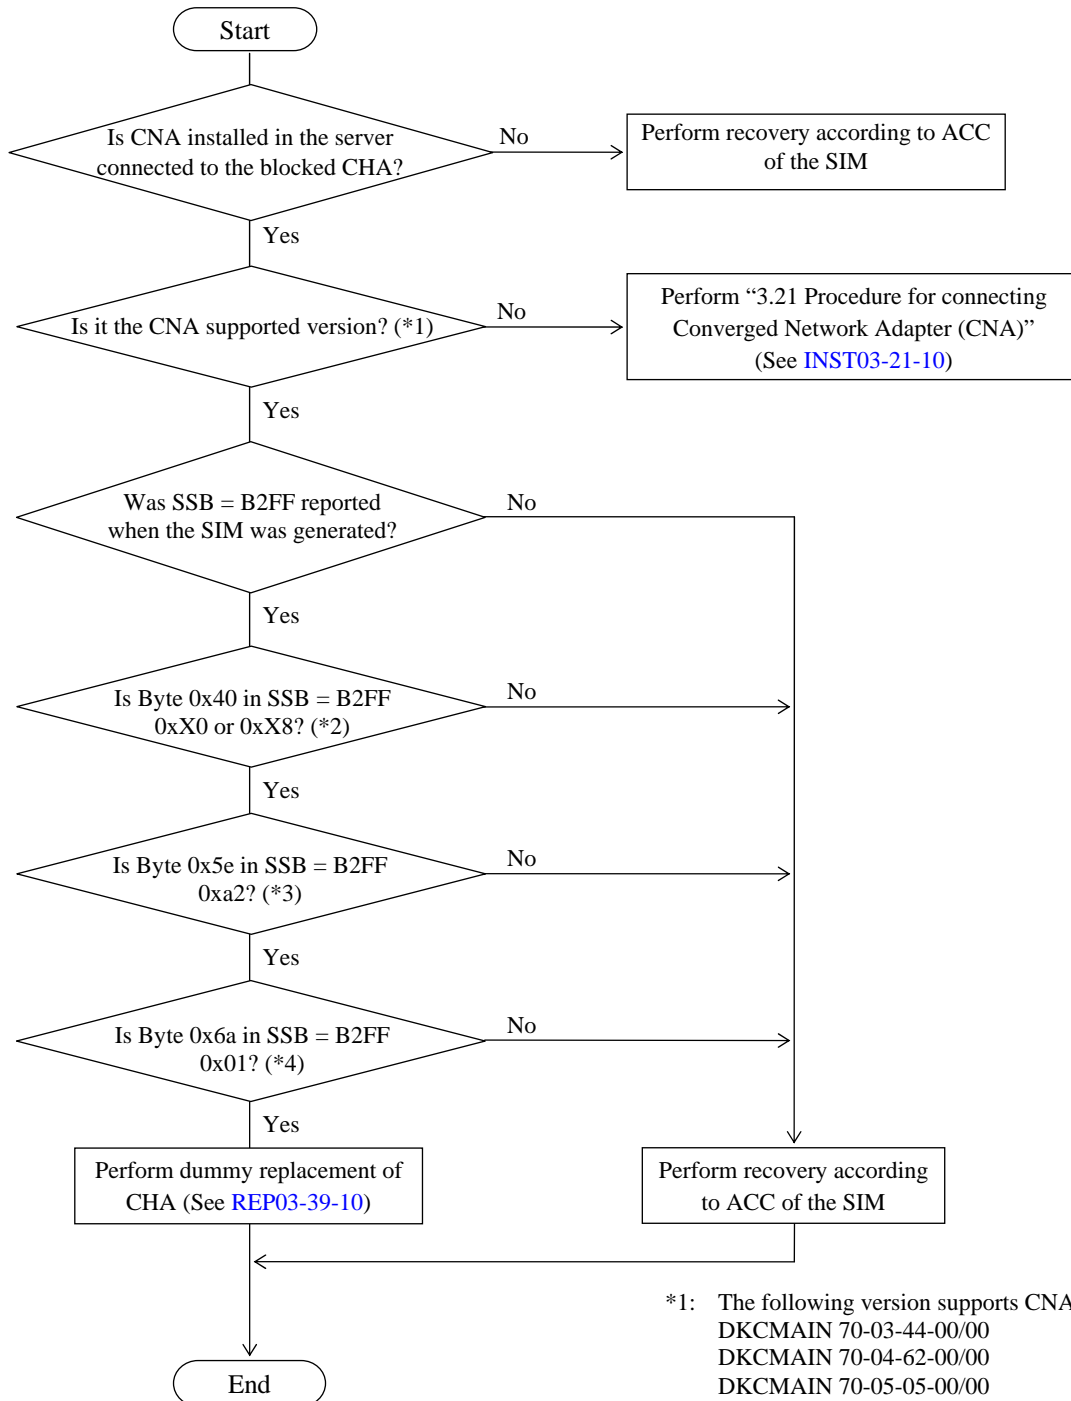 Start
Is CNA installed in the server
connected to the blocked CHA?
No
Perform recovery according to ACC
of the SIM
Yes
Is it the CNA supported version? (*1)
No
Perform “3.21 Procedure for connecting
Converged Network Adapter (CNA)”
(See INST03-21-10)
Yes
Was SSB = B2FF reported
when the SIM was generated?
No
Yes
Is Byte 0x40 in SSB = B2FF
0xX0 or 0xX8? (*2)
No
Yes
Is Byte 0x5e in SSB = B2FF
0xa2? (*3)
No
Yes
Is Byte 0x6a in SSB = B2FF
0x01? (*4)
No
Yes
Perform dummy replacement of
CHA (See REP03-39-10)
Perform recovery according
to ACC of the SIM
*1: The following version supports CNA
DKCMAIN 70-03-44-00/00
DKCMAIN 70-04-62-00/00
DKCMAIN 70-05-05-00/00
End